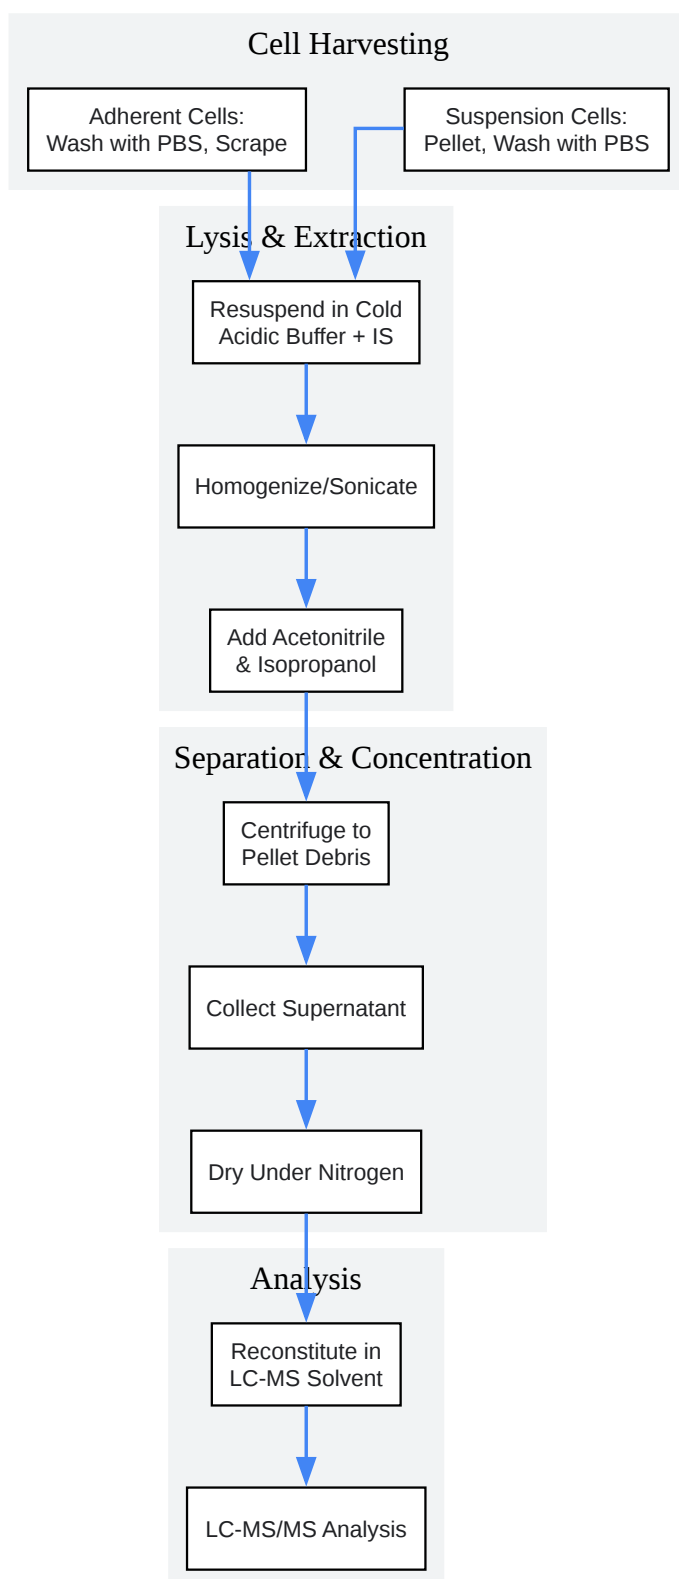 Cell Harvesting
Adherent Cells:
Wash with PBS, Scrape
Suspension Cells:
Pellet, Wash with PBS
Lysis & Extraction
Resuspend in Cold
Acidic Buffer + IS
Homogenize/Sonicate
Add Acetonitrile
& Isopropanol
Separation & Concentration
Centrifuge to
Pellet Debris
Collect Supernatant
Dry Under Nitrogen
Analysis
Reconstitute in
LC-MS Solvent
LC-MS/MS Analysis